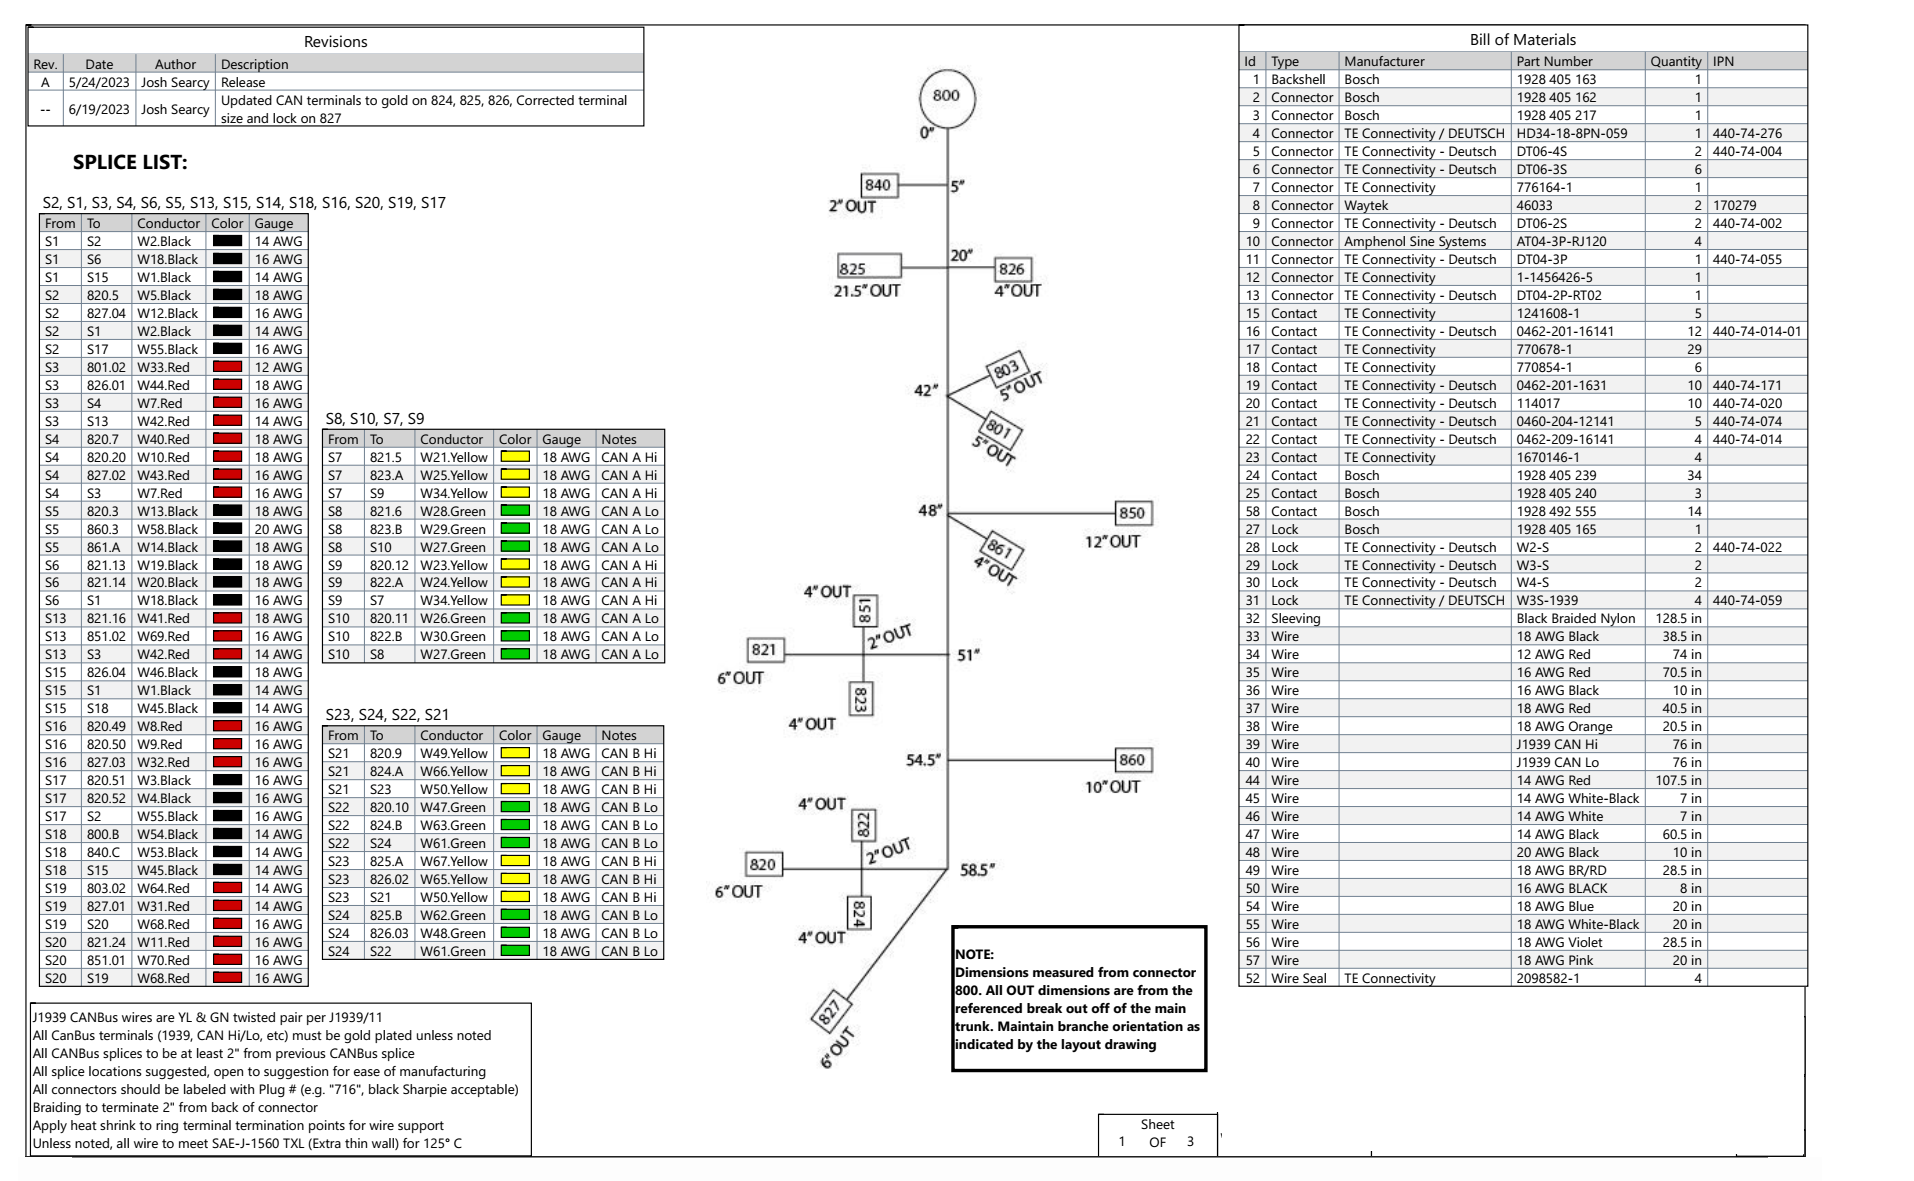 Revisions
Rev. Date Author Description
A 5/24/2023 Josh Searcy Release
-- 6/19/2023 Josh Searcy Updated CAN terminals to gold on 824, 825, 826, Corrected terminal
size and lock on 827
SPLICE LIST:
S2, S1, S3, S4, S6, S5, S13, S15, S14, S18, S16, S20, S19, S17
From To Conductor Color Gauge
S1 S2 W2.Black 14 AWG
S1 S6 W18.Black 16 AWG
S1 S15 W1.Black 14 AWG
S2 820.5 W5.Black 18 AWG
S2 827.04 W12.Black 16 AWG
S2 S1 W2.Black 14 AWG
S2 S17 W55.Black 16 AWG
S3 801.02 W33.Red 12 AWG
S3 826.01 W44.Red 18 AWG
S3 S4 W7.Red 16 AWG
S3 S13 W42.Red 14 AWG
S4 820.7 W40.Red 18 AWG
S4 820.20 W10.Red 18 AWG
S4 827.02 W43.Red 16 AWG
S4 S3 W7.Red 16 AWG
S5 820.3 W13.Black 18 AWG
S5 860.3 W58.Black 20 AWG
S5 861.A W14.Black 18 AWG
S6 821.13 W19.Black 18 AWG
S6 821.14 W20.Black 18 AWG
S6 S1 W18.Black 16 AWG
S13 821.16 W41.Red 18 AWG
S13 851.02 W69.Red 16 AWG
S13 S3 W42.Red 14 AWG
S15 826.04 W46.Black 18 AWG
S15 S1 W1.Black 14 AWG
S15 S18 W45.Black 14 AWG
S16 820.49 W8.Red 16 AWG
S16 820.50 W9.Red 16 AWG
S16 827.03 W32.Red 16 AWG
S17 820.51 W3.Black 16 AWG
S17 820.52 W4.Black 16 AWG
S17 S2 W55.Black 16 AWG
S18 800.B W54.Black 14 AWG
S18 840.C W53.Black 14 AWG
S18 S15 W45.Black 14 AWG
S19 803.02 W64.Red 14 AWG
S19 827.01 W31.Red 14 AWG
S19 S20 W68.Red 16 AWG
S20 821.24 W11.Red 16 AWG
S20 851.01 W70.Red 16 AWG
S20 S19 W68.Red 16 AWG
S8, S10, S7, S9
From To Conductor Color Gauge Notes
S7 821.5 W21.Yellow 18 AWG CAN A Hi
S7 823.A W25.Yellow 18 AWG CAN A Hi
S7 S9 W34.Yellow 18 AWG CAN A Hi
S8 821.6 W28.Green 18 AWG CAN A Lo
S8 823.B W29.Green 18 AWG CAN A Lo
S8 S10 W27.Green 18 AWG CAN A Lo
S9 820.12 W23.Yellow 18 AWG CAN A Hi
S9 822.A W24.Yellow 18 AWG CAN A Hi
S9 S7 W34.Yellow 18 AWG CAN A Hi
S10 820.11 W26.Green 18 AWG CAN A Lo
S10 822.B W30.Green 18 AWG CAN A Lo
S10 S8 W27.Green 18 AWG CAN A Lo
S23, S24, S22, S21
From To Conductor Color Gauge Notes
S21 820.9 W49.Yellow 18 AWG CAN B Hi
S21 824.A W66.Yellow 18 AWG CAN B Hi
S21 S23 W50.Yellow 18 AWG CAN B Hi
S22 820.10 W47.Green 18 AWG CAN B Lo
S22 824.B W63.Green 18 AWG CAN B Lo
S22 S24 W61.Green 18 AWG CAN B Lo
S23 825.A W67.Yellow 18 AWG CAN B Hi
S23 826.02 W65.Yellow 18 AWG CAN B Hi
S23 S21 W50.Yellow 18 AWG CAN B Hi
S24 825.B W62.Green 18 AWG CAN B Lo
S24 826.03 W48.Green 18 AWG CAN B Lo
S24 S22 W61.Green 18 AWG CAN B Lo
J1939 CANBus wires are YL & GN twisted pair per J1939/11
All CanBus terminals (1939, CAN Hi/Lo, etc) must be gold plated unless noted
All CANBus splices to be at least 2" from previous CANBus splice
All splice locations suggested, open to suggestion for ease of manufacturing
All connectors should be labeled with Plug # (e.g. "716", black Sharpie acceptable)
Braiding to terminate 2" from back of connector
Apply heat shrink to ring terminal termination points for wire support
Unless noted, all wire to meet SAE-J-1560 TXL (Extra thin wall) for 125° C
800
0"
840
5"
2" OUT
20"
825
826
21.5" OUT
4" OUT
803
42"
5" OUT
801
5" OUT
48"
850
12" OUT
861
4" OUT
4" OUT
851
2" OUT
821
51"
6" OUT
823
4" OUT
54.5"
860
10" OUT
4" OUT
822
2" OUT
820
58.5"
6" OUT
824
4" OUT
827
6" OUT
NOTE:
Dimensions measured from connector
800. All OUT dimensions are from the
referenced break out off of the main
trunk. Maintain branche orientation as
indicated by the layout drawing
Sheet
1 OF 3
Bill of Materials
Id Type Manufacturer Part Number Quantity IPN
1 Backshell Bosch 1928 405 163 1
2 Connector Bosch 1928 405 162 1
3 Connector Bosch 1928 405 217 1
4 Connector TE Connectivity / DEUTSCH HD34-18-8PN-059 1 440-74-276
5 Connector TE Connectivity - Deutsch DT06-4S 2 440-74-004
6 Connector TE Connectivity - Deutsch DT06-3S 6
7 Connector TE Connectivity 776164-1 1
8 Connector Waytek 46033 2 170279
9 Connector TE Connectivity - Deutsch DT06-2S 2 440-74-002
10 Connector Amphenol Sine Systems AT04-3P-RJ120 4
11 Connector TE Connectivity - Deutsch DT04-3P 1 440-74-055
12 Connector TE Connectivity 1-1456426-5 1
13 Connector TE Connectivity - Deutsch DT04-2P-RT02 1
15 Contact TE Connectivity 1241608-1 5
16 Contact TE Connectivity - Deutsch 0462-201-16141 12 440-74-014-01
17 Contact TE Connectivity 770678-1 29
18 Contact TE Connectivity 770854-1 6
19 Contact TE Connectivity - Deutsch 0462-201-1631 10 440-74-171
20 Contact TE Connectivity - Deutsch 114017 10 440-74-020
21 Contact TE Connectivity - Deutsch 0460-204-12141 5 440-74-074
22 Contact TE Connectivity - Deutsch 0462-209-16141 4 440-74-014
23 Contact TE Connectivity 1670146-1 4
24 Contact Bosch 1928 405 239 34
25 Contact Bosch 1928 405 240 3
58 Contact Bosch 1928 492 555 14
27 Lock Bosch 1928 405 165 1
28 Lock TE Connectivity - Deutsch W2-S 2 440-74-022
29 Lock TE Connectivity - Deutsch W3-S 2
30 Lock TE Connectivity - Deutsch W4-S 2
31 Lock TE Connectivity / DEUTSCH W3S-1939 4 440-74-059
32 Sleeving Black Braided Nylon 128.5 in
33 Wire 18 AWG Black 38.5 in
34 Wire 12 AWG Red 74 in
35 Wire 16 AWG Red 70.5 in
36 Wire 16 AWG Black 10 in
37 Wire 18 AWG Red 40.5 in
38 Wire 18 AWG Orange 20.5 in
39 Wire J1939 CAN Hi 76 in
40 Wire J1939 CAN Lo 76 in
44 Wire 14 AWG Red 107.5 in
45 Wire 14 AWG White-Black 7 in
46 Wire 14 AWG White 7 in
47 Wire 14 AWG Black 60.5 in
48 Wire 20 AWG Black 10 in
49 Wire 18 AWG BR/RD 28.5 in
50 Wire 16 AWG BLACK 8 in
54 Wire 18 AWG Blue 20 in
55 Wire 18 AWG White-Black 20 in
56 Wire 18 AWG Violet 28.5 in
57 Wire 18 AWG Pink 20 in
52 Wire Seal TE Connectivity 2098582-1 4